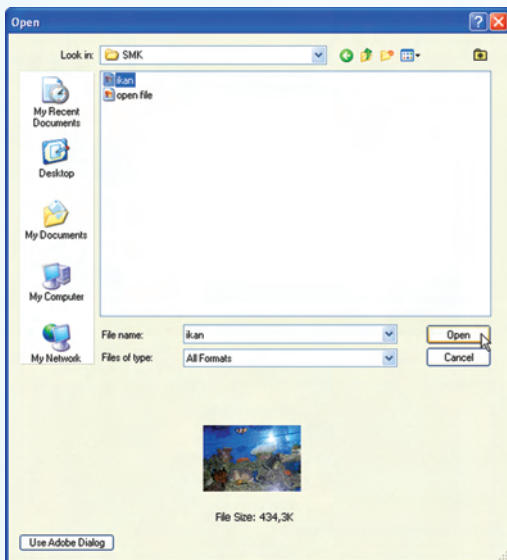 Open
Look in: SMK
ikan
open file
My Recent
Documents
Desktop
My Documents
My Computer
My Network
File name: ikan
Open
Files of type: All Formats
Cancel
File Size: 434,3K
Use Adobe Dialog